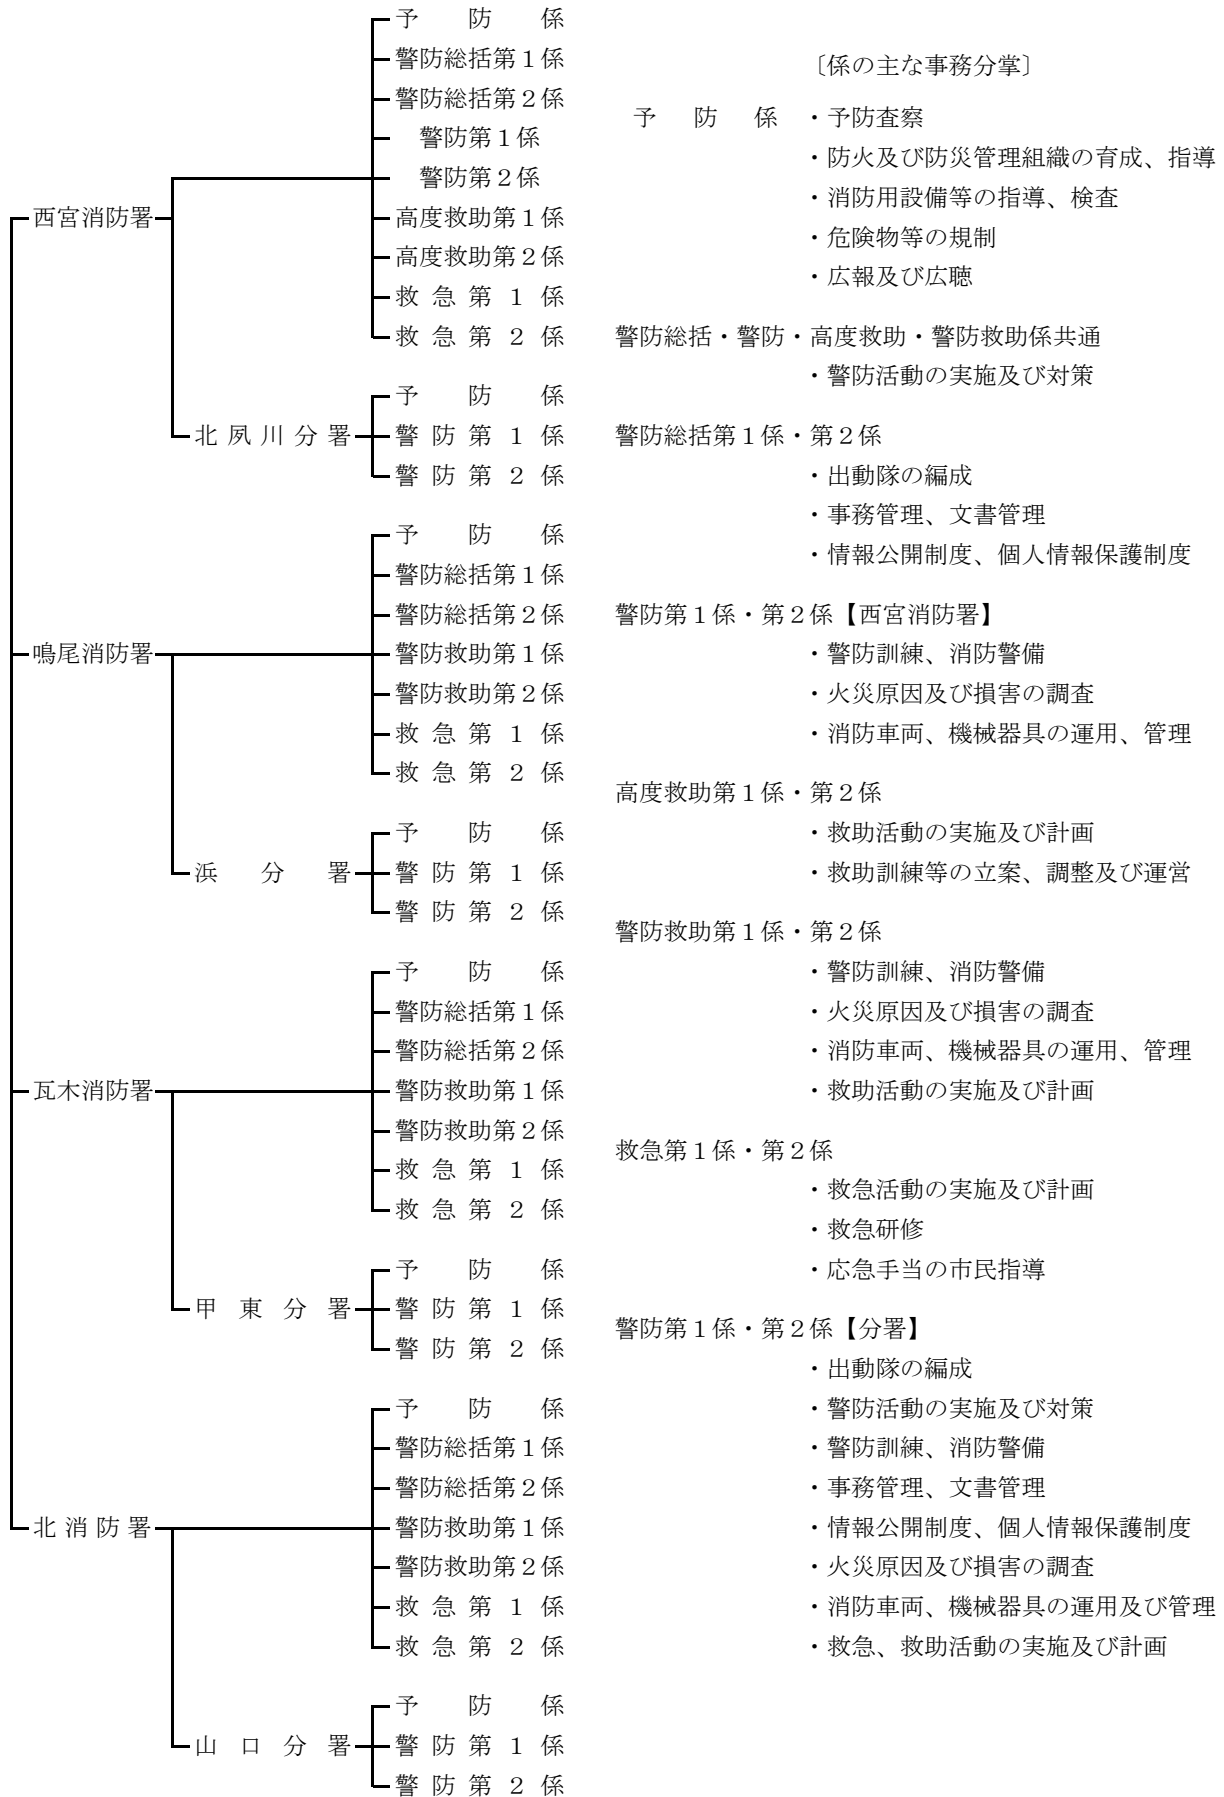 西宮消防署
予防係
警防総括第１係
警防総括第２係
警防第１係
警防第２係
高度救助第１係
高度救助第２係
救急第１係
救急第２係
北夙川分署
予防係
警防第１係
警防第２係
鳴尾消防署
予防係
警防総括第１係
警防総括第２係
警防救助第１係
警防救助第２係
救急第１係
救急第２係
浜分署
予防係
警防第１係
警防第２係
瓦木消防署
予防係
警防総括第１係
警防総括第２係
警防救助第１係
警防救助第２係
救急第１係
救急第２係
甲東分署
予防係
警防第１係
警防第２係
北消防署
予防係
警防総括第１係
警防総括第２係
警防救助第１係
警防救助第２係
救急第１係
救急第２係
山口分署
予防係
警防第１係
警防第２係
〔係の主な事務分掌〕
予防係 ・予防査察
・防火及び防災管理組織の育成、指導
・消防用設備等の指導、検査
・危険物等の規制
・広報及び広聴
警防総括・警防・高度救助・警防救助係共通
・警防活動の実施及び対策
警防総括第１係・第２係
・出動隊の編成
・事務管理、文書管理
・情報公開制度、個人情報保護制度
警防第１係・第２係【西宮消防署】
・警防訓練、消防警備
・火災原因及び損害の調査
・消防車両、機械器具の運用、管理
高度救助第１係・第２係
・救助活動の実施及び計画
・救助訓練等の立案、調整及び運営
警防救助第１係・第２係
・警防訓練、消防警備
・火災原因及び損害の調査
・消防車両、機械器具の運用、管理
・救助活動の実施及び計画
救急第１係・第２係
・救急活動の実施及び計画
・救急研修
・応急手当の市民指導
警防第１係・第２係【分署】
・出動隊の編成
・警防活動の実施及び対策
・警防訓練、消防警備
・事務管理、文書管理
・情報公開制度、個人情報保護制度
・火災原因及び損害の調査
・消防車両、機械器具の運用及び管理
・救急、救助活動の実施及び計画